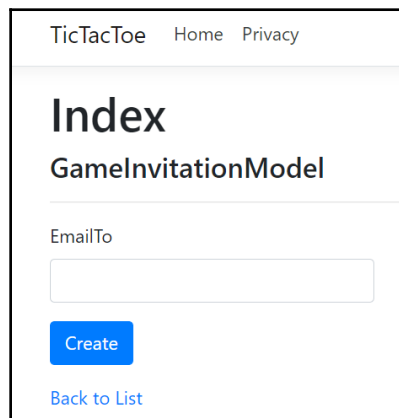 TicTacToe Home Privacy
Index
GameInvitationModel
EmailTo
Create
Back to List